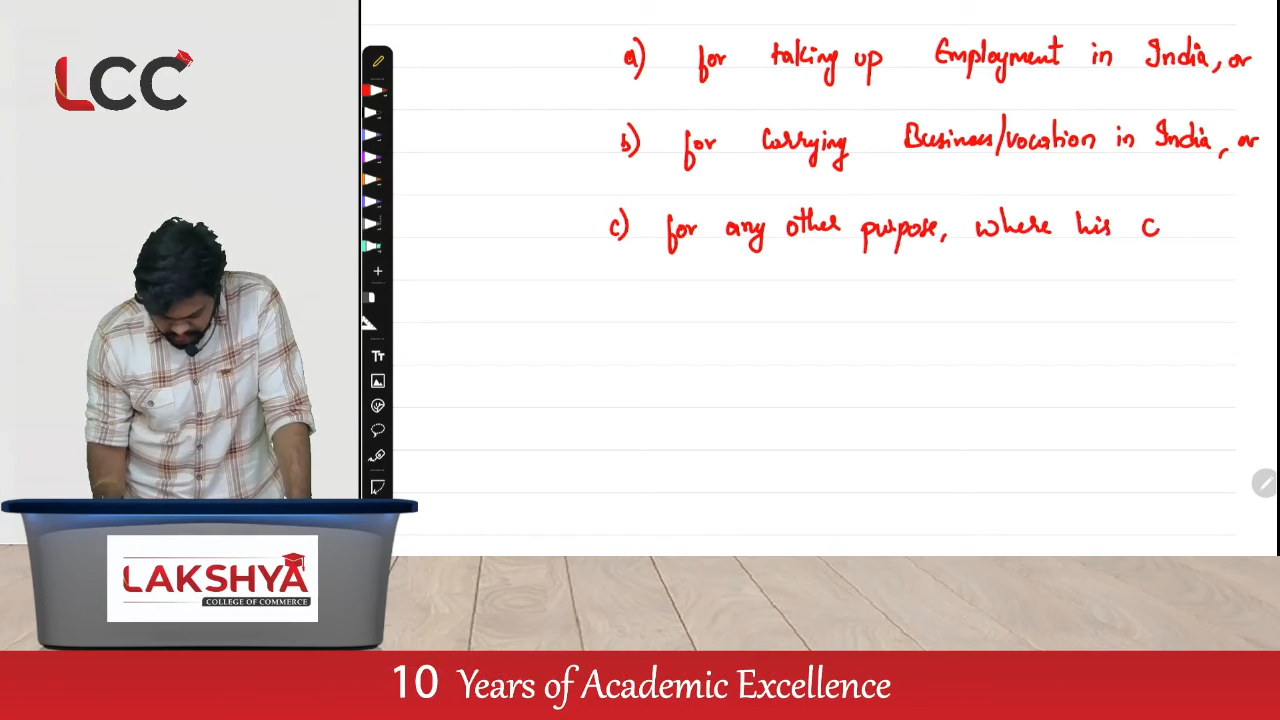 LCC
a) for taking up Employment in India, or
b) for carrying Business/vocation in India, or
c) for any other purpose, where his c
TT
LAKSHYA
COLLEGE OF COMMERCE
10 Years of Academic Excellence